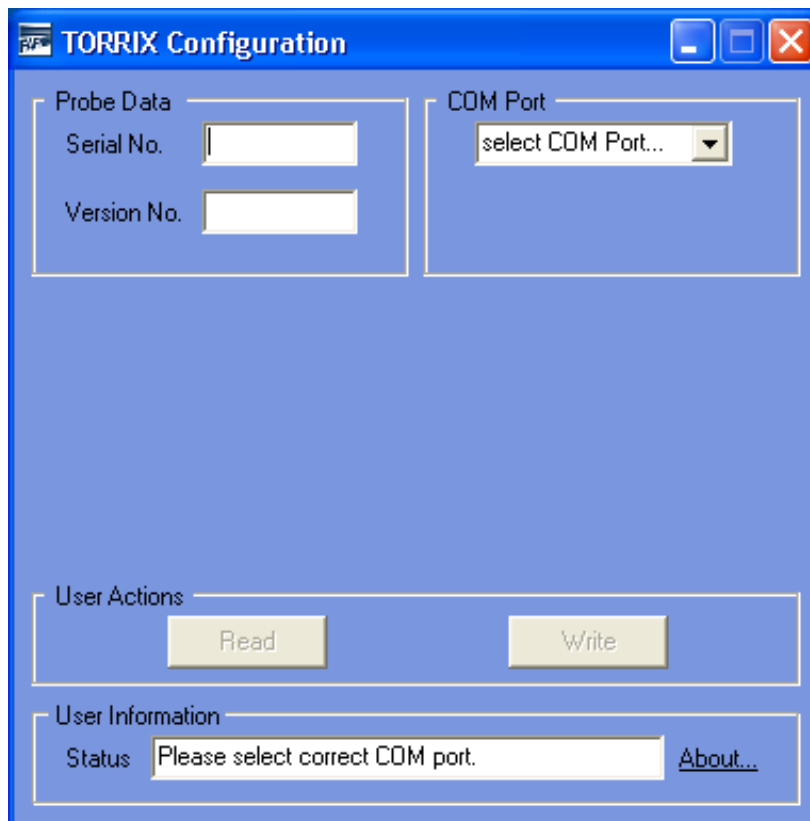 TORRIX Configuration
Probe Data
Serial No.
Version No.
COM Port
select COM Port...
User Actions
Read
Write
User Information
Status
Please select correct COM port.
About...